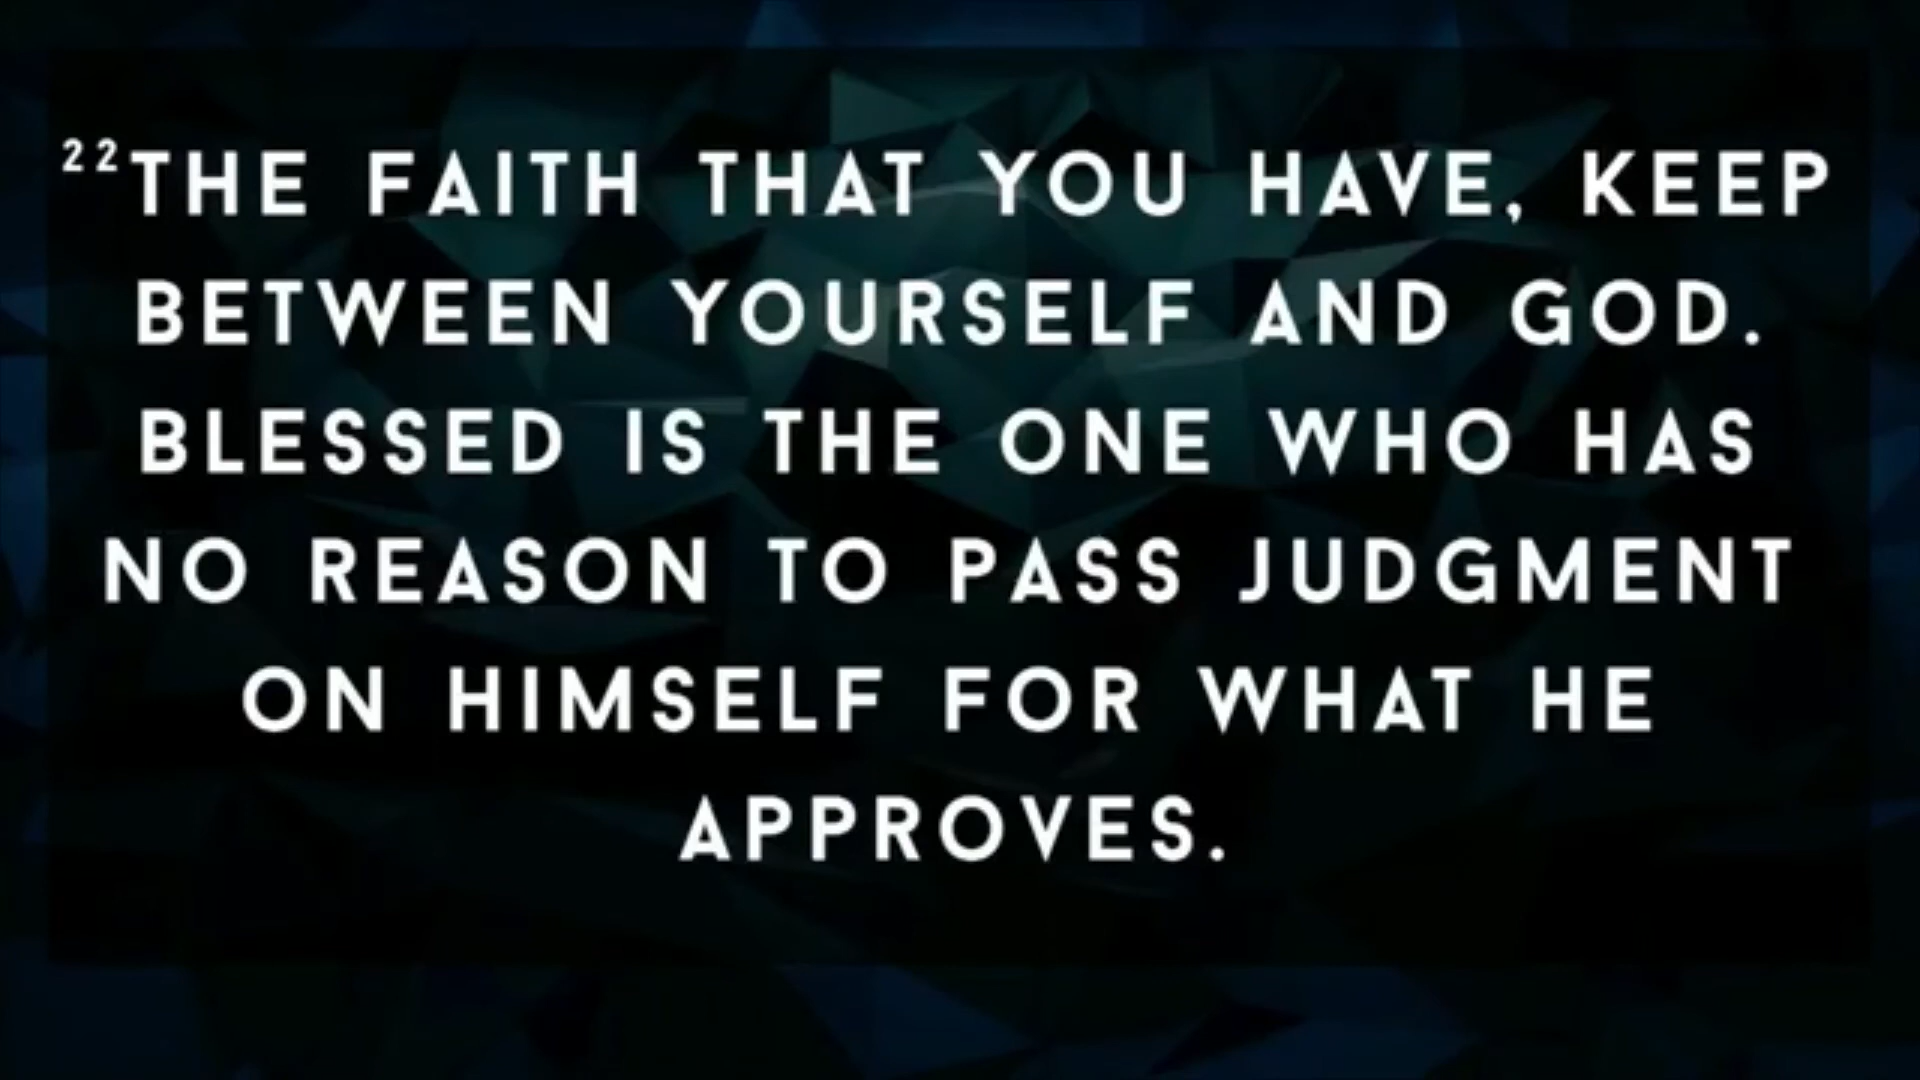 ²²THE FAITH THAT YOU HAVE, KEEP
BETWEEN YOURSELF AND GOD.
BLESSED IS THE ONE WHO HAS
NO REASON TO PASS JUDGMENT
ON HIMSELF FOR WHAT HE
APPROVES.